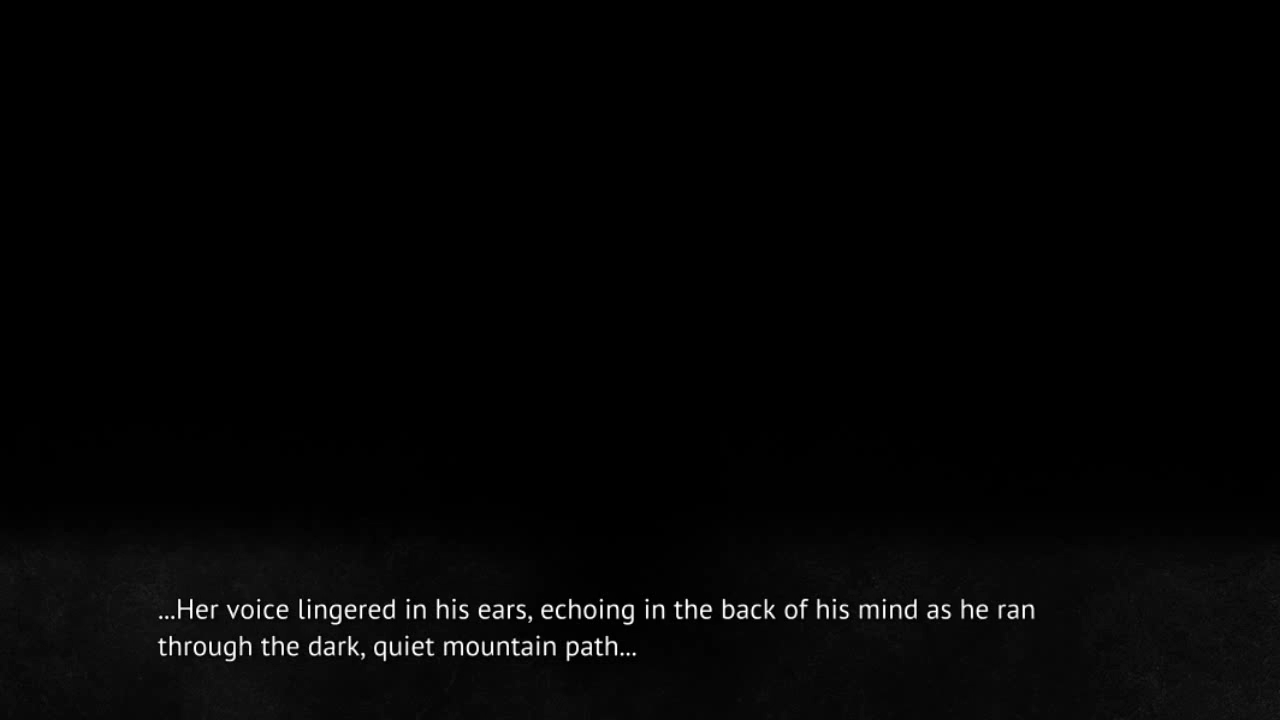 ...Her voice lingered in his ears, echoing in the back of his mind as he ran
through the dark, quiet mountain path...